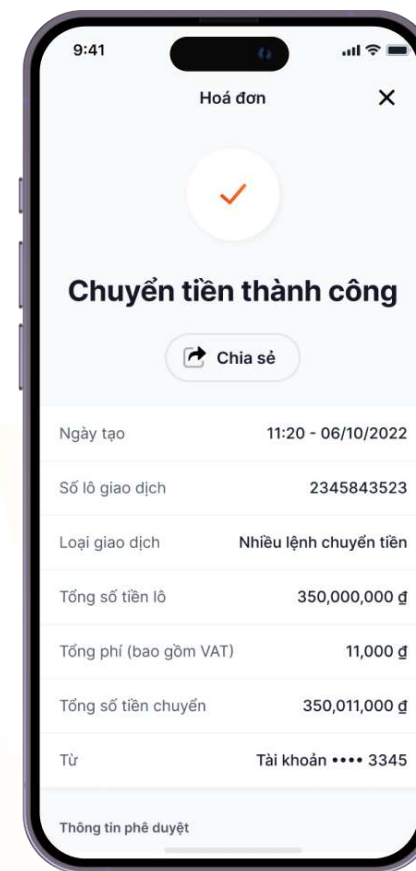 9:41
Hoá đơn
Chuyển tiền thành công
Chia sẻ
Ngày tạo 11:20 - 06/10/2022
Số lô giao dịch 2345843523
Loại giao dịch Nhiều lệnh chuyển tiền
Tổng số tiền lô 350,000,000 ₫
Tổng phí (bao gồm VAT) 11,000 ₫
Tổng số tiền chuyển 350,011,000 ₫
Từ Tài khoản •••• 3345
Thông tin phê duyệt